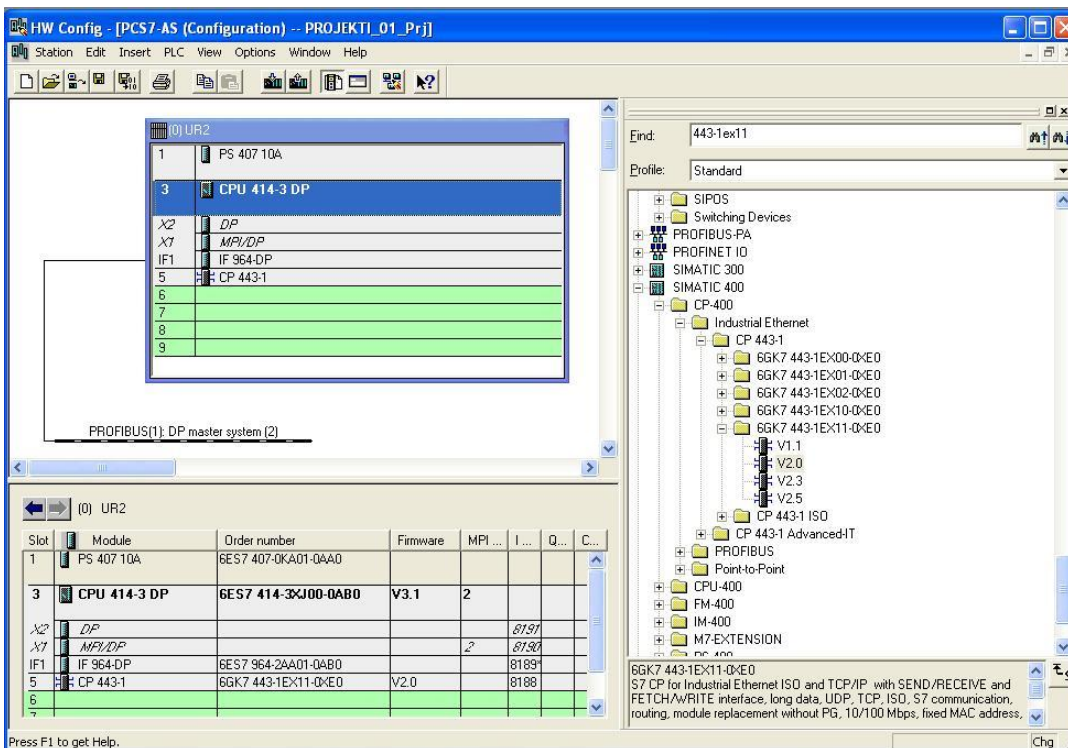 HW Config - [PCS7-AS (Configuration) -- PROJEKTI_01_Prj]
Station Edit Insert PLC View Options Window Help
(0) UR2
1 PS 407 10A
3 CPU 414-3 DP
X2 DP
X1 MPI/DP
IF1 IF 964-DP
5 CP 443-1
6
7
8
9
PROFIBUS(1): DP master system (2)
Find: 443-1ex11
Profile: Standard
SIPOS
Switching Devices
PROFIBUS-PA
PROFINET IO
SIMATIC 300
SIMATIC 400
CP-400
Industrial Ethernet
CP 443-1
6GK7 443-1EX00-0XE0
6GK7 443-1EX01-0XE0
6GK7 443-1EX02-0XE0
6GK7 443-1EX10-0XE0
6GK7 443-1EX11-0XE0
V1.1
V2.0
V2.3
V2.5
CP 443-1 ISO
CP 443-1 Advanced-IT
PROFIBUS
Point-to-Point
CPU-400
FM-400
IM-400
M7-EXTENSION
(0) UR2
Slot Module Order number Firmware MPI ... I ... Q... C...
1 PS 407 10A 6ES7 407-0KA01-0AA0
3 CPU 414-3 DP 6ES7 414-3XJ00-0AB0 V3.1 2
X2 DP 8191
X1 MPI/DP 2 8190
IF1 IF 964-DP 6ES7 964-2AA01-0AB0 8189*
5 CP 443-1 6GK7 443-1EX11-0XE0 V2.0 8188
6
7
6GK7 443-1EX11-0XE0
S7 CP for Industrial Ethernet ISO and TCP/IP with SEND/RECEIVE and
FETCH/WRITE interface, long data, UDP, TCP, ISO, S7 communication,
routing, module replacement without PG, 10/100 Mbps, fixed MAC address,
Press F1 to get Help.
Chg